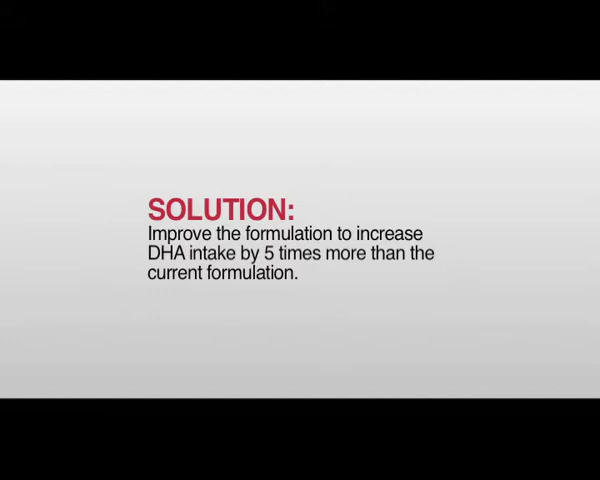 SOLUTION:
Improve the formulation to increase
DHA intake by 5 times more than the
current formulation.